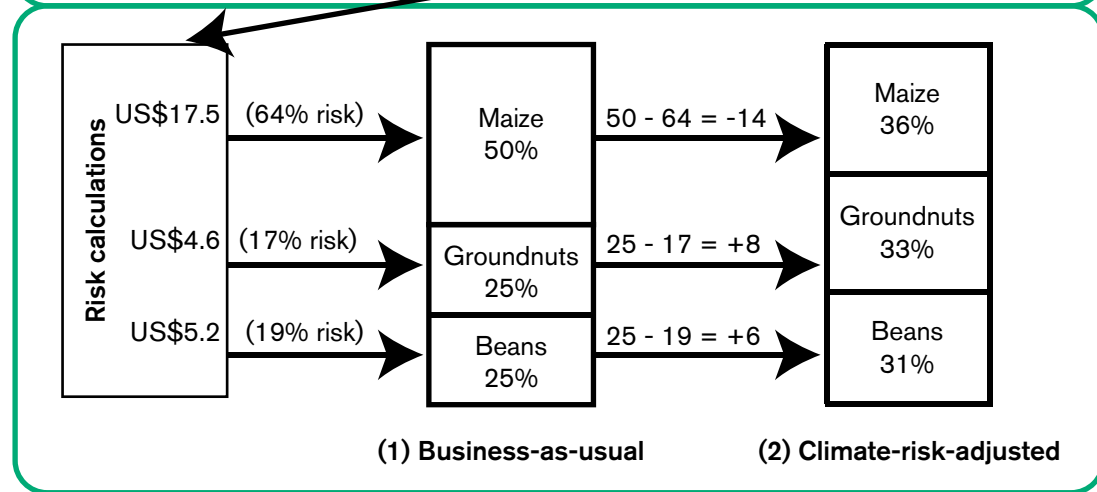 Risk calculations
US$17.5
(64% risk)
Maize
50%
50 - 64 = -14
Maize
36%
US$4.6
(17% risk)
Groundnuts
25%
25 - 17 = +8
Groundnuts
33%
US$5.2
(19% risk)
Beans
25%
25 - 19 = +6
Beans
31%
(1) Business-as-usual
(2) Climate-risk-adjusted